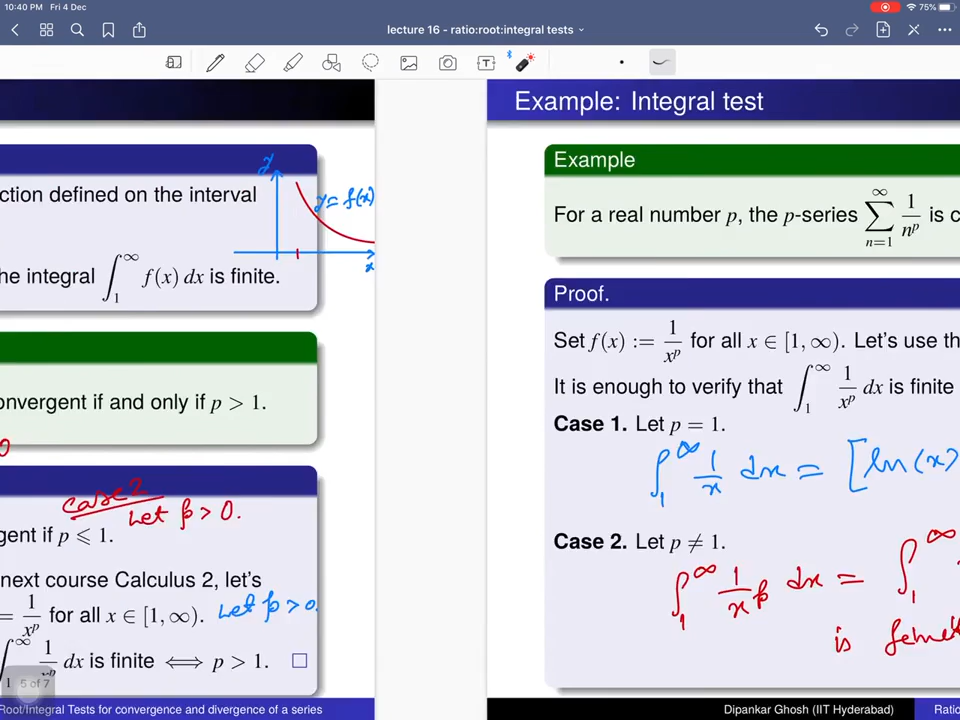 10:40 PM Fri 4 Dec
75%
lecture 16 - ratio:root:integral tests
ction defined on the interval
y
y = f(x)
x
he integral ∫₁^∞ f(x) dx is finite.
onvergent if and only if p > 1.
0
Case 2
Let p > 0.
gent if p ⩽ 1.
next course Calculus 2, let's
= 1/x^p for all x ∈ [1, ∞). Let p > 0.
∫₁^∞ 1/x^p dx is finite ⟺ p > 1. □
5 of 7
Root/Integral Tests for convergence and divergence of a series
Example: Integral test
Example
For a real number p, the p-series ∑_{n=1}^∞ 1/n^p is c
Proof.
Set f(x) := 1/x^p for all x ∈ [1, ∞). Let's use th
It is enough to verify that ∫₁^∞ 1/x^p dx is finite
Case 1. Let p = 1.
∫₁^∞ 1/x dx = [ln(x)
Case 2. Let p ≠ 1.
∫₁^∞ 1/x^p dx = ∫₁^∞
is
Dipankar Ghosh (IIT Hyderabad)
Ratio